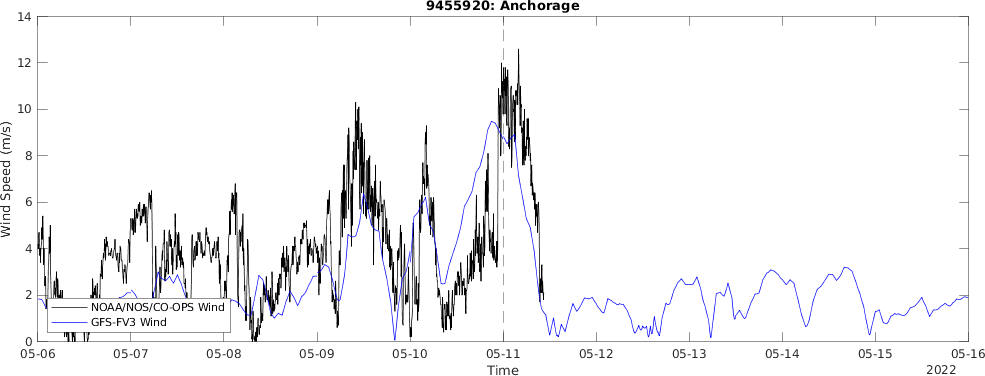 9455920: Anchorage
Wind Speed (m/s)
14
12
10
8
6
4
2
0
NOAA/NOS/CO-OPS Wind
GFS-FV3 Wind
05-06 05-07 05-08 05-09 05-10 05-11 05-12 05-13 05-14 05-15 05-16
Time
2022